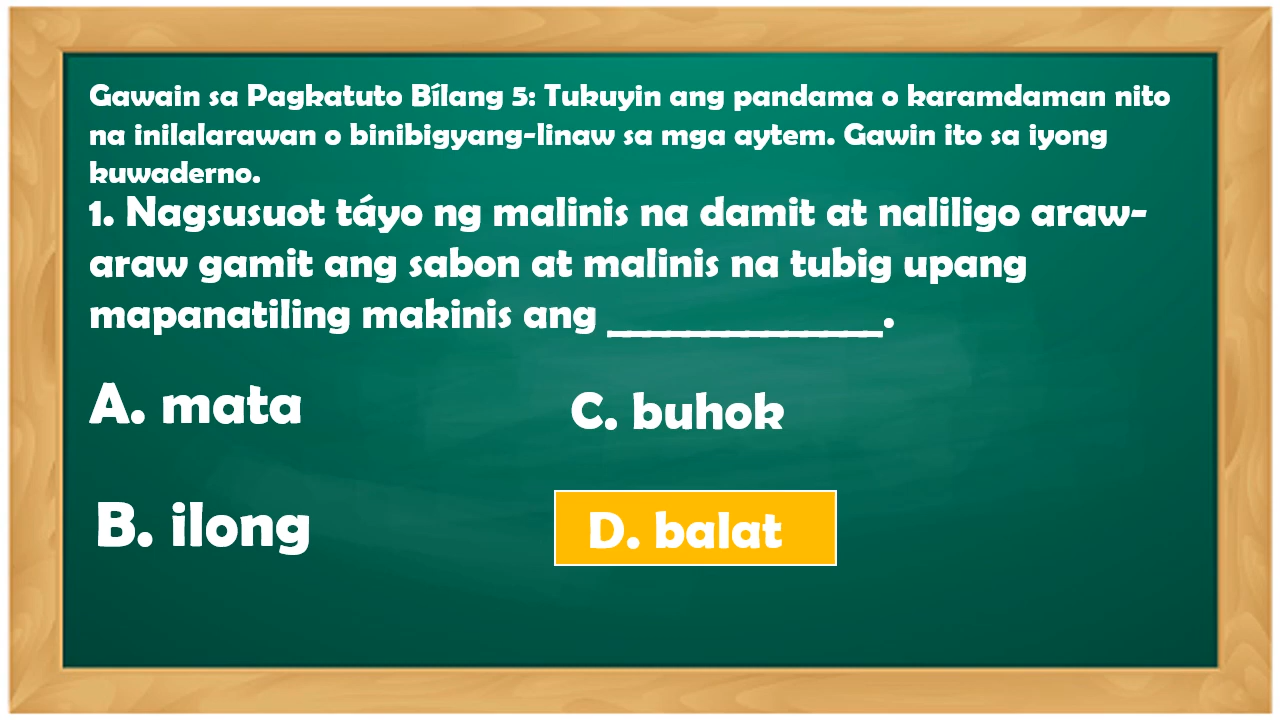 Gawain sa Pagkatuto Bílang 5: Tukuyin ang pandama o karamdaman nito
na inilalarawan o binibigyang-linaw sa mga aytem. Gawin ito sa iyong
kuwaderno.
1. Nagsusuot táyo ng malinis na damit at naliligo araw-
araw gamit ang sabon at malinis na tubig upang
mapanatiling makinis ang ______________.
A. mata
C. buhok
B. ilong
D. balat